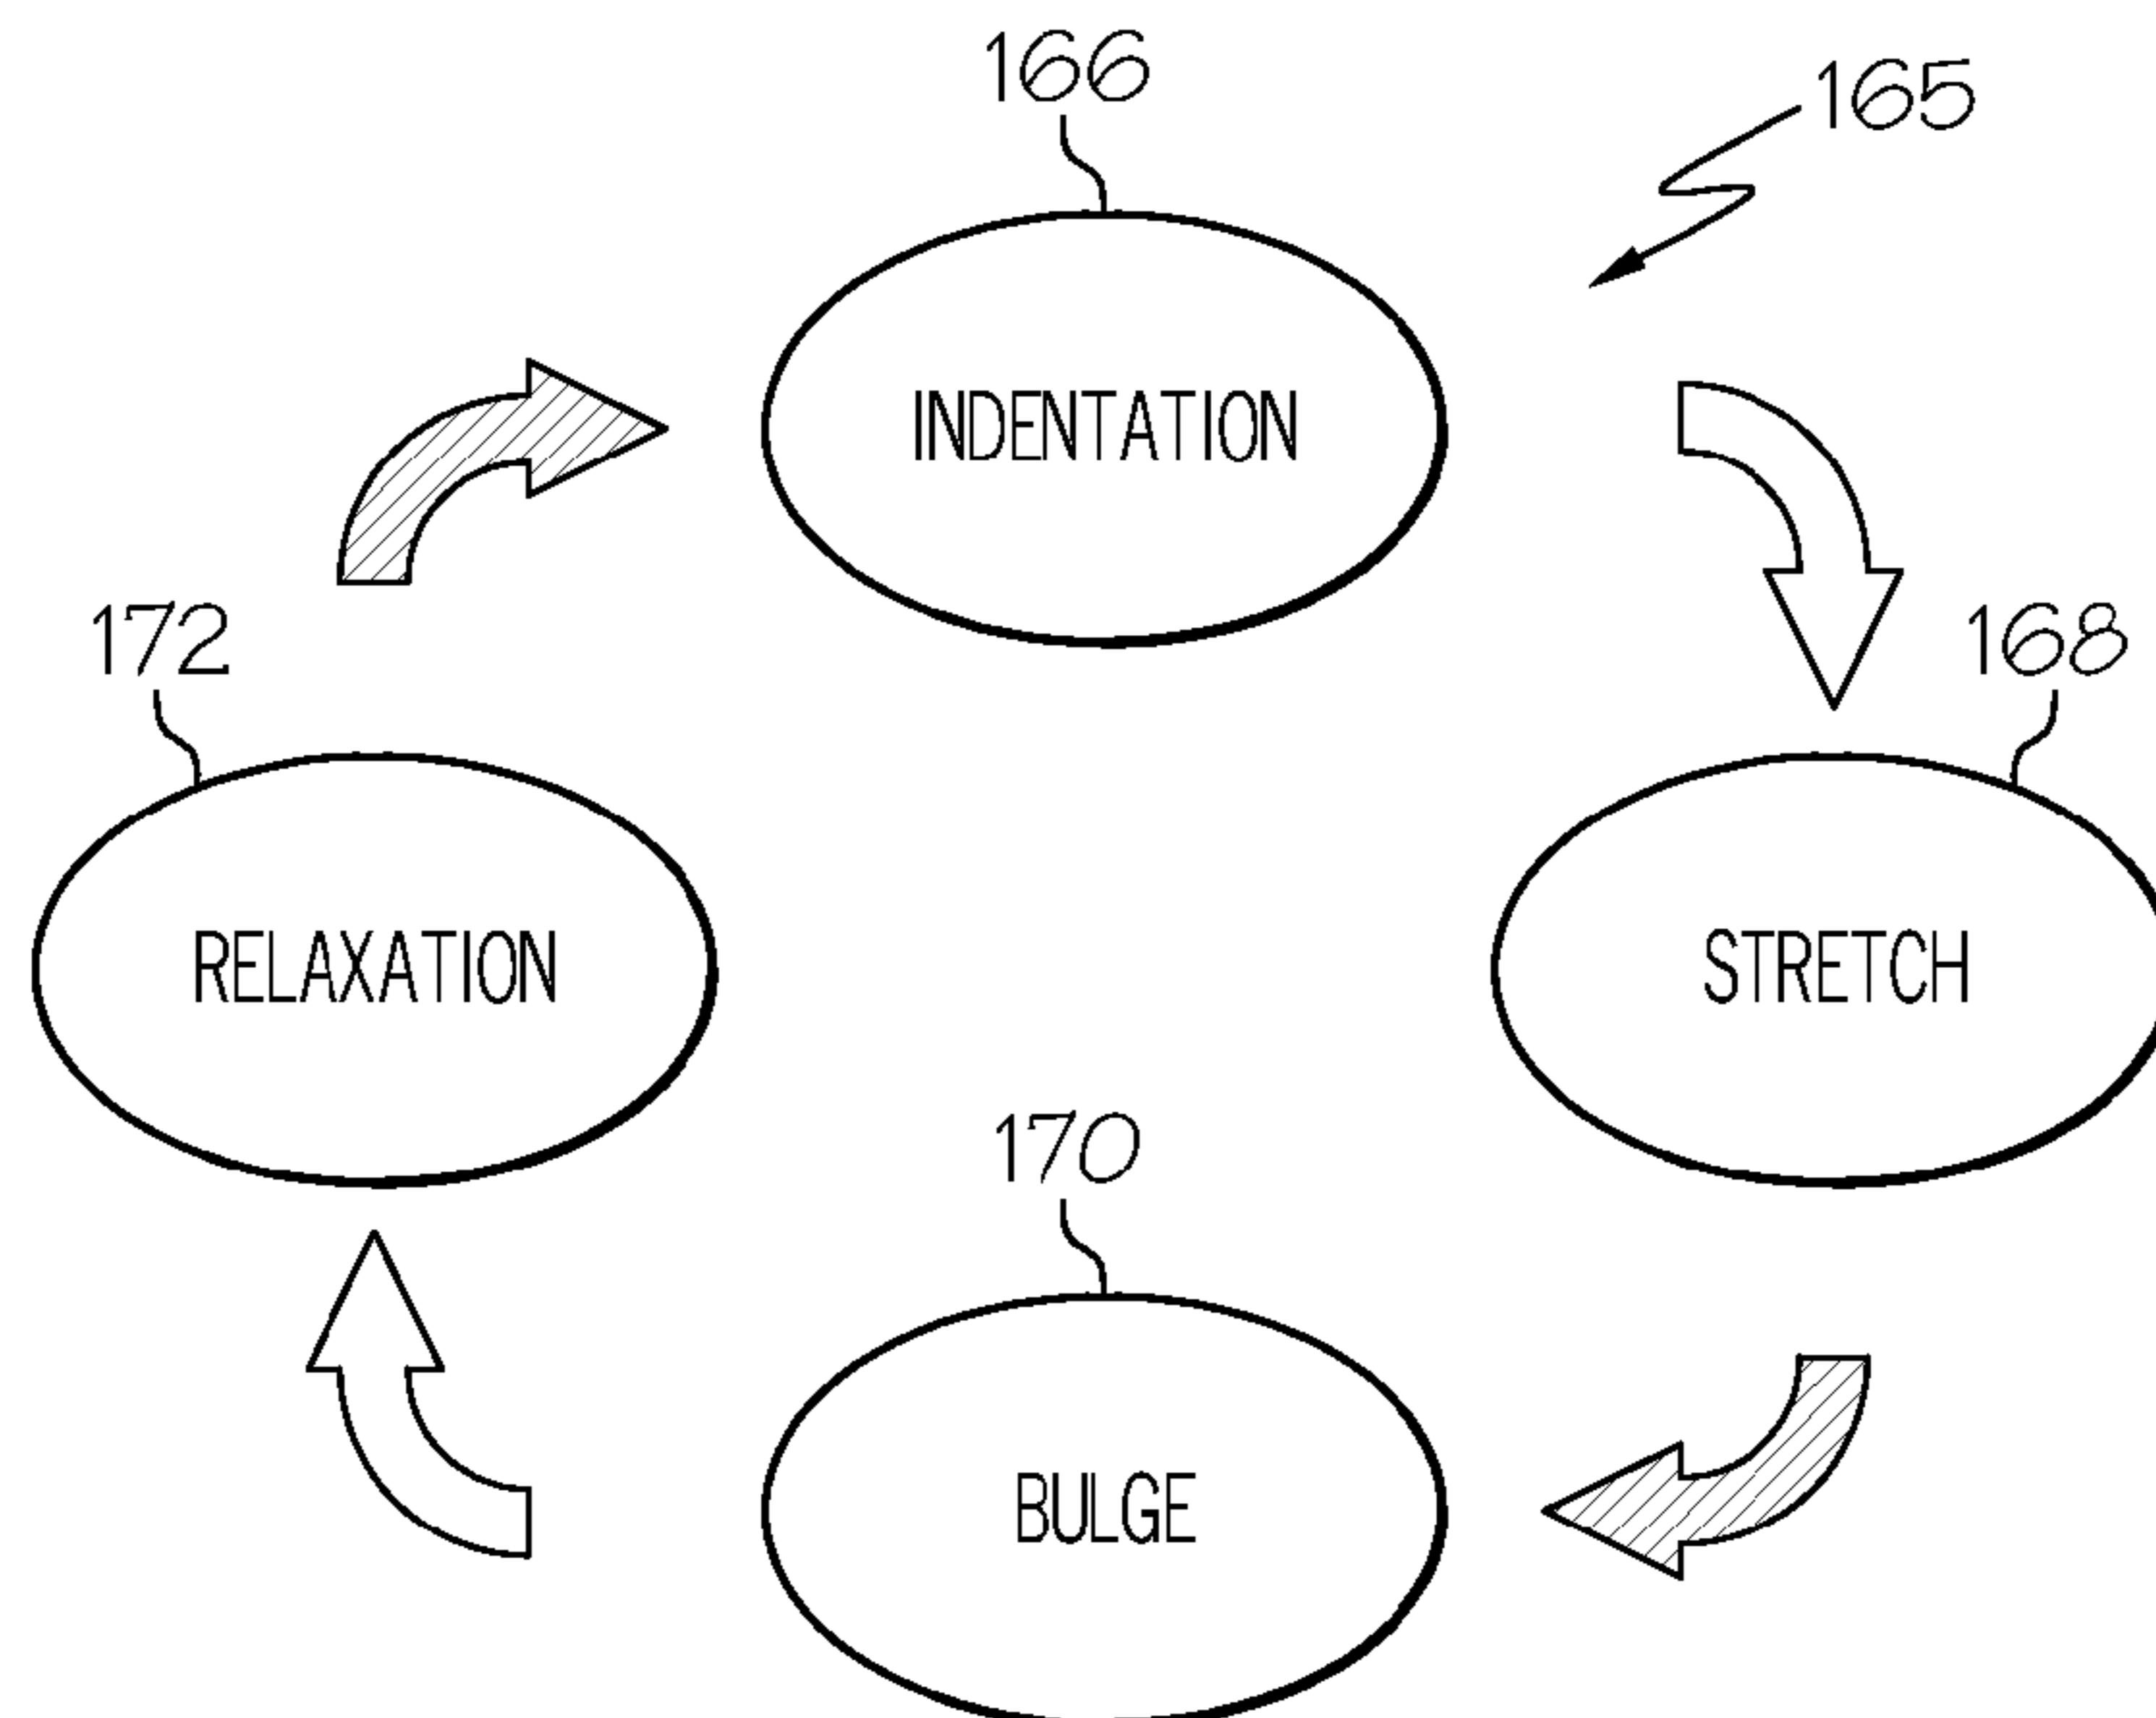 166
165
INDENTATION
172
168
RELAXATION
STRETCH
170
BULGE